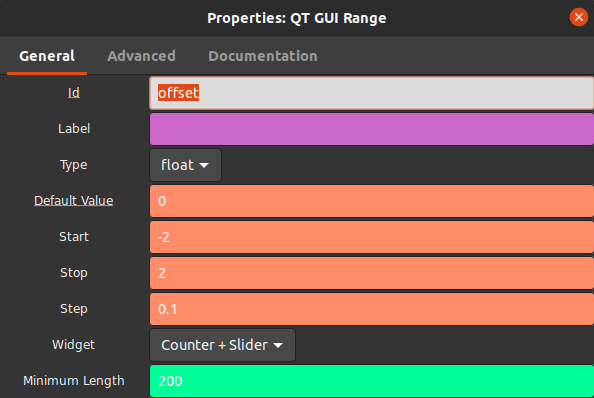 Properties: QT GUI Range
General Advanced Documentation
Id offset
Label
Type float
Default Value 0
Start -2
Stop 2
Step 0.1
Widget Counter + Slider
Minimum Length 200